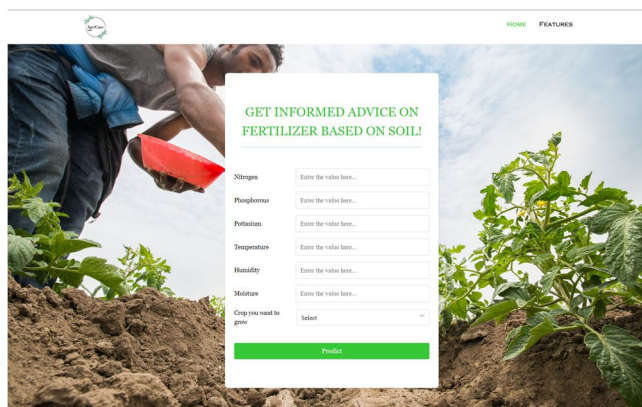 AgriCare
HOME FEATURES
GET INFORMED ADVICE ON
FERTILIZER BASED ON SOIL!
Nitrogen Enter the value here...
Phosphorous Enter the value here...
Pottasium Enter the value here...
Temperature Enter the value here...
Humidity Enter the value here...
Moisture Enter the value here...
Crop you want to
grow Select
Predict